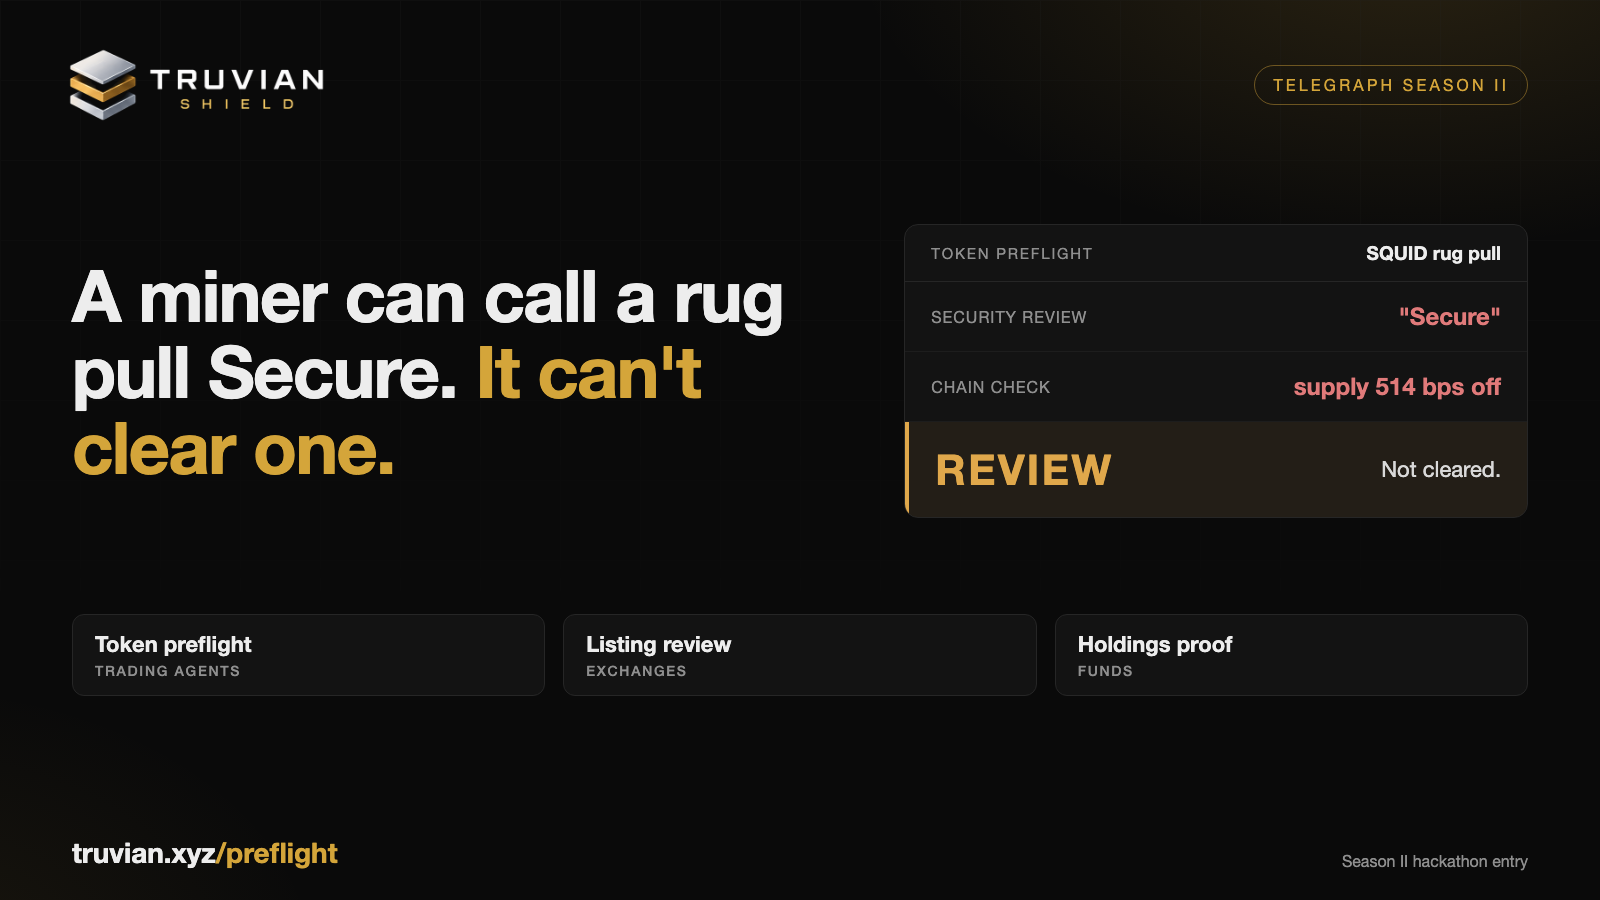 TRUVIAN
SHIELD
TELEGRAPH SEASON II
A miner can call a rug
pull Secure. It can't
clear one.
TOKEN PREFLIGHT
SQUID rug pull
SECURITY REVIEW
"Secure"
CHAIN CHECK
supply 514 bps off
REVIEW
Not cleared.
Token preflight
TRADING AGENTS
Listing review
EXCHANGES
Holdings proof
FUNDS
truvian.xyz/preflight
Season II hackathon entry